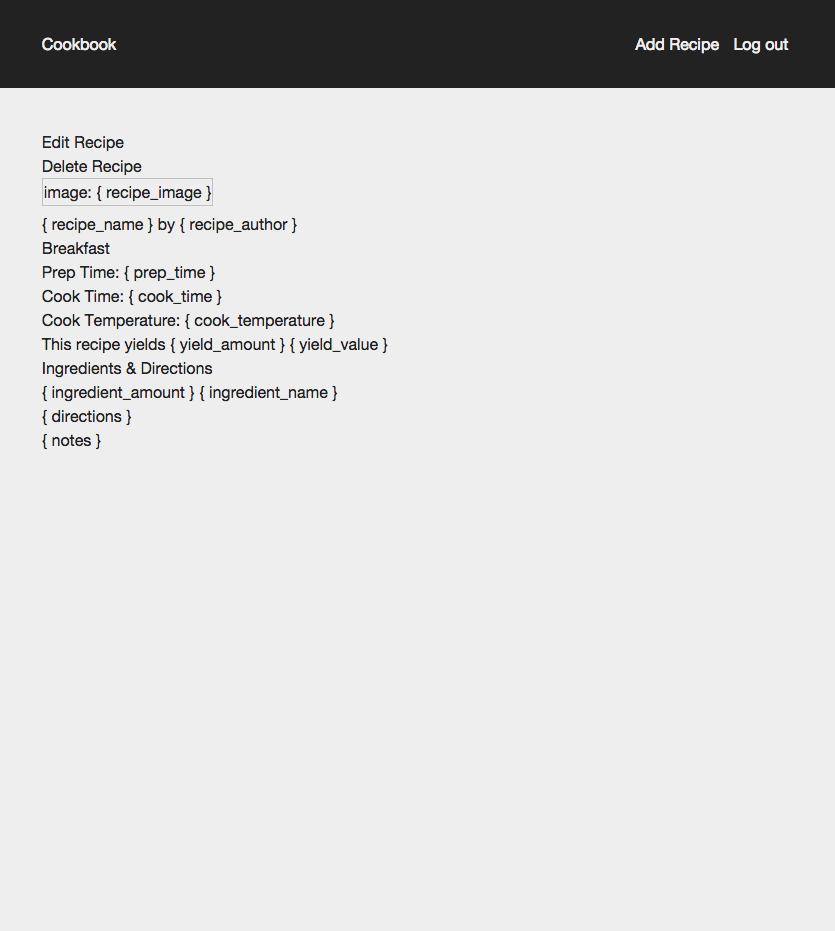 Cookbook
Add Recipe
Log out
Edit Recipe
Delete Recipe
image: { recipe_image }
{ recipe_name } by { recipe_author }
Breakfast
Prep Time: { prep_time }
Cook Time: { cook_time }
Cook Temperature: { cook_temperature }
This recipe yields { yield_amount } { yield_value }
Ingredients & Directions
{ ingredient_amount } { ingredient_name }
{ directions }
{ notes }